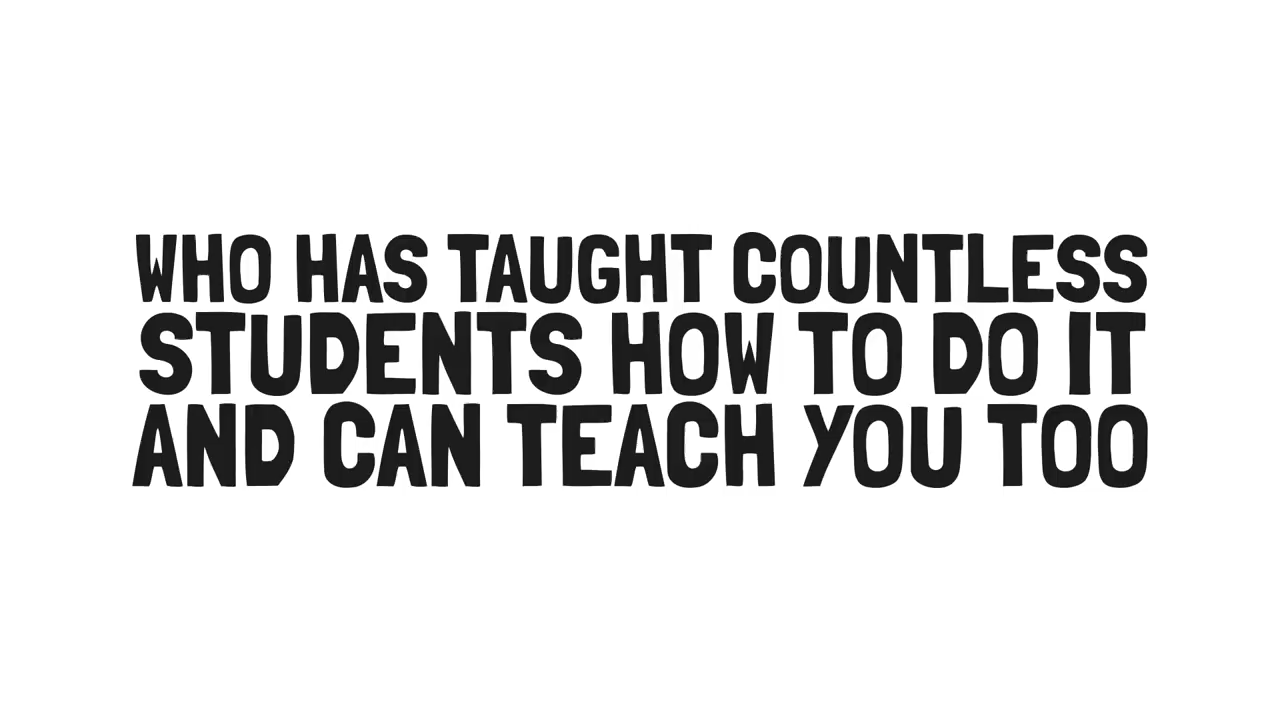 WHO HAS TAUGHT COUNTLESS
STUDENTS HOW TO DO IT
AND CAN TEACH YOU TOO